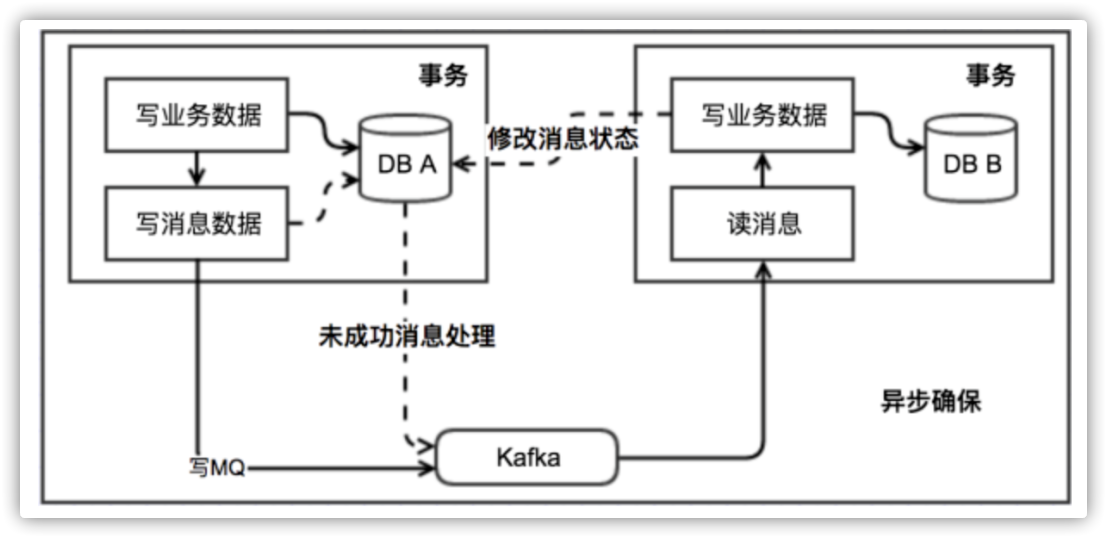 事务
写业务数据
DB A
写消息数据
修改消息状态
事务
写业务数据
DB B
读消息
未成功消息处理
异步确保
写MQ
Kafka